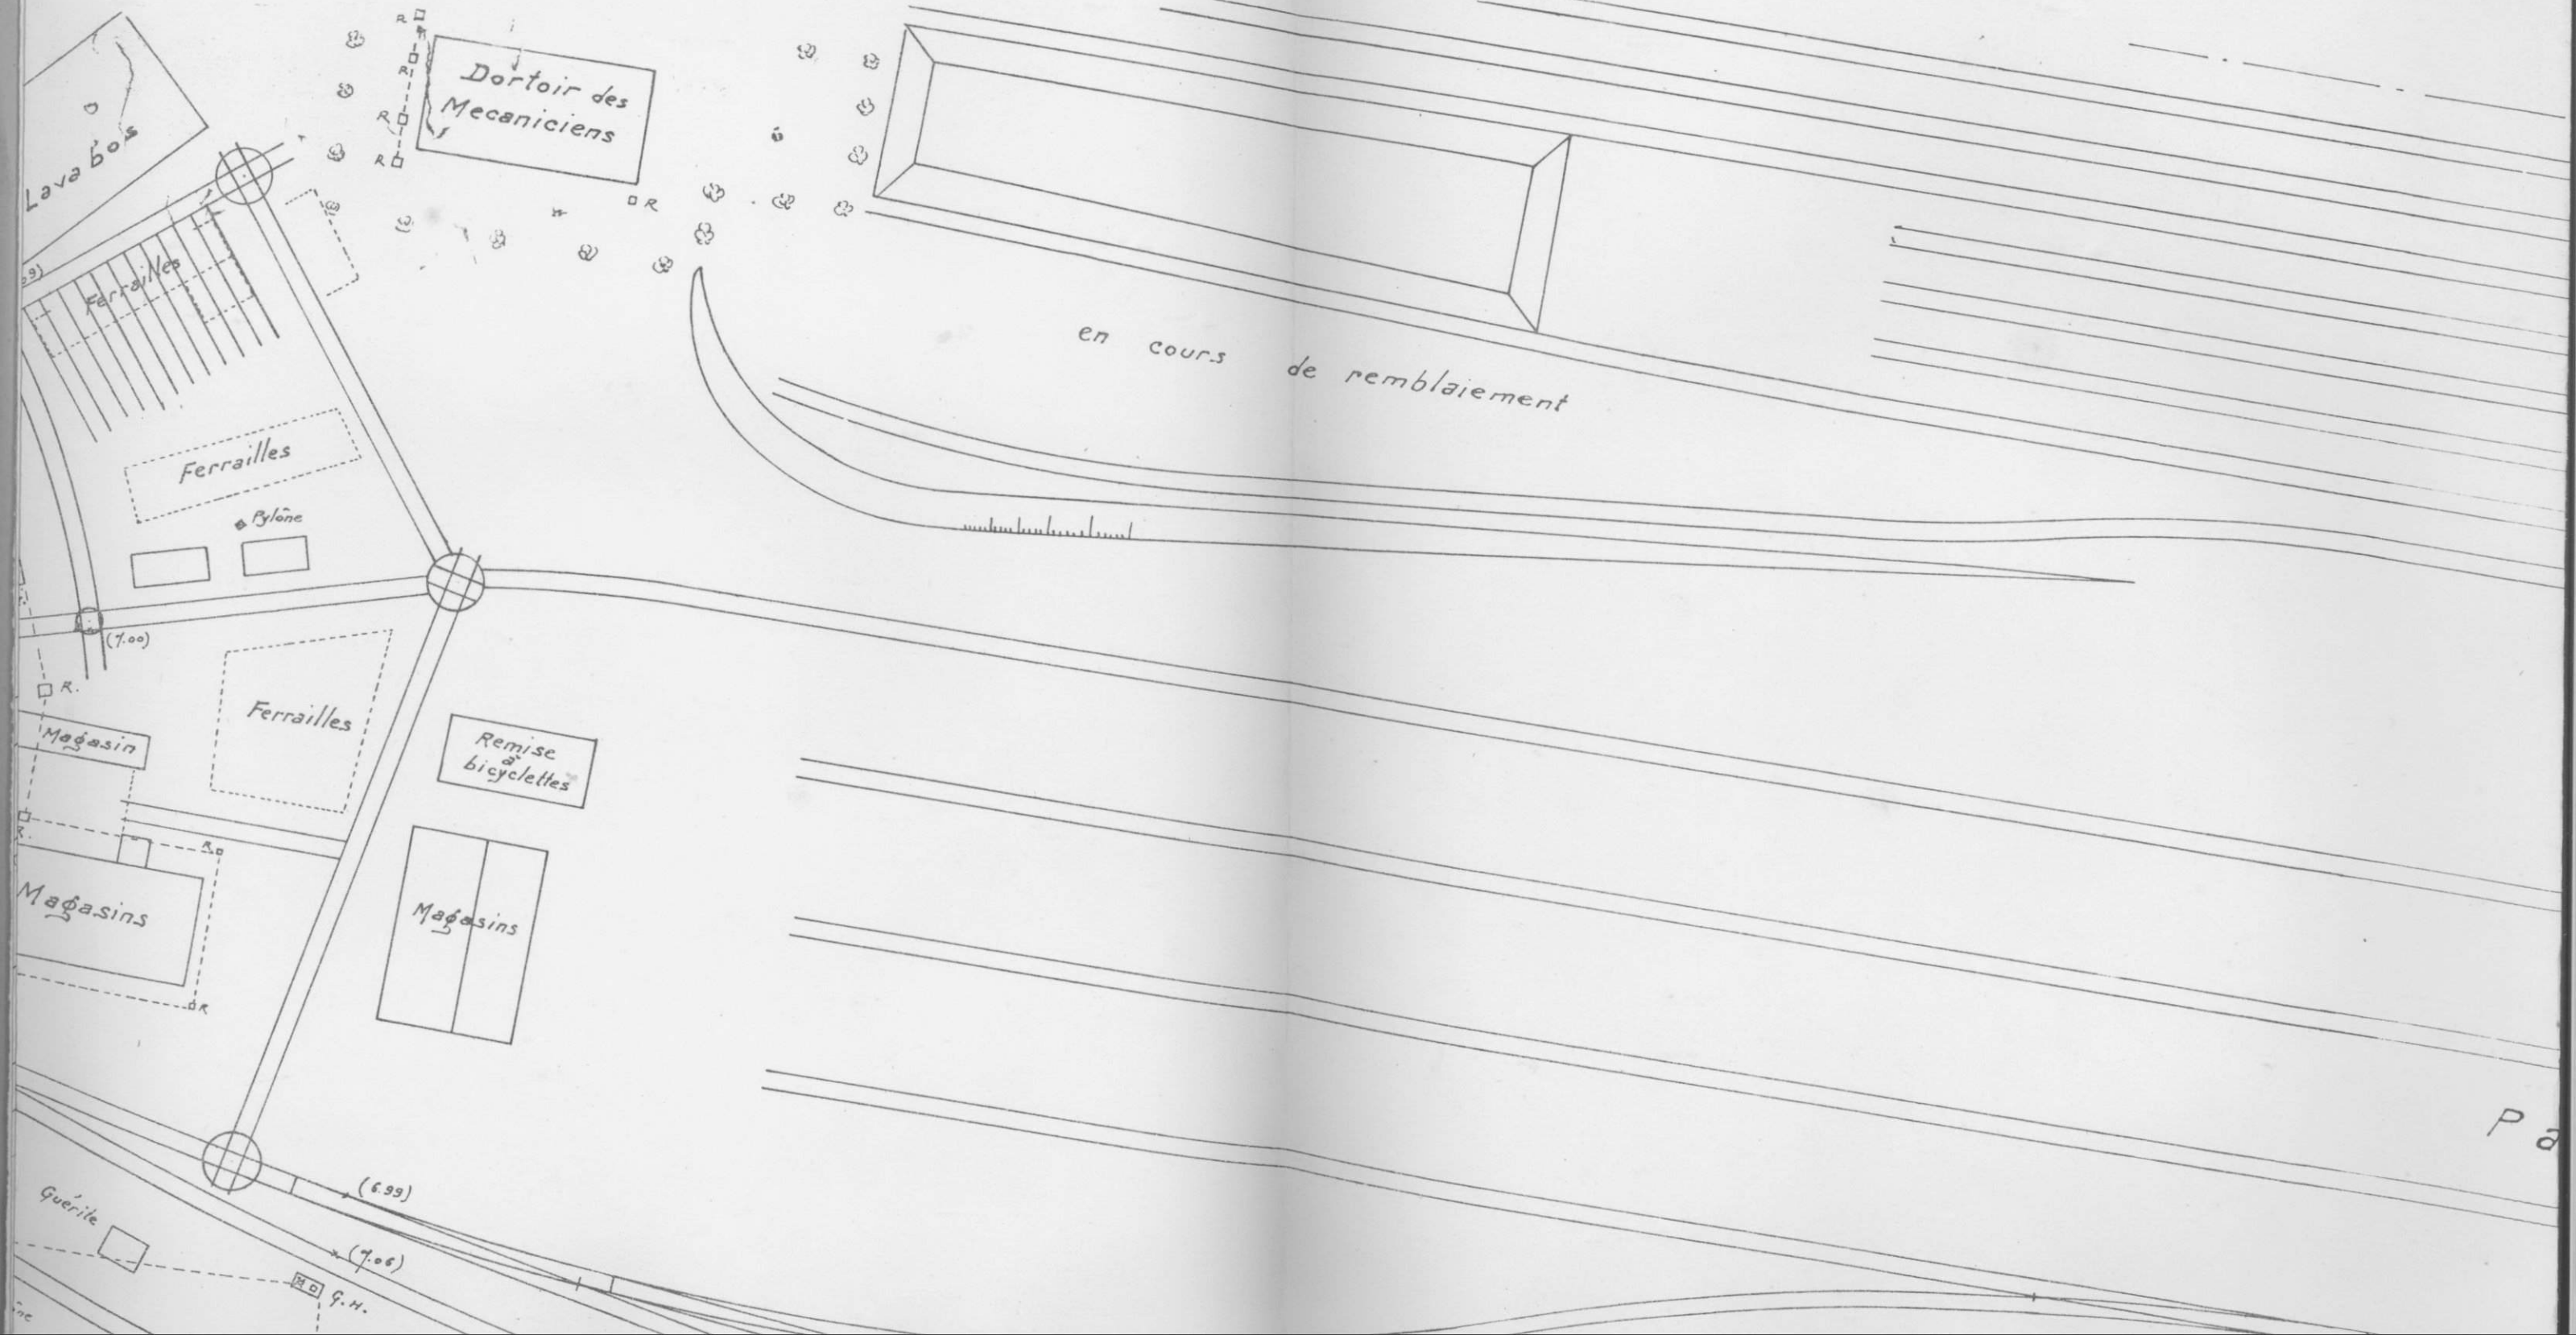 R
Dortoir des
Mecaniciens
R
R
R
R
Lavabos
Ferrailles
en cours de remblaiement
Ferrailles
Pylône
(7.00)
R.
Ferrailles
Magasin
Remise
à
bicyclettes
R.
R.
Magasins
Magasins
R
Pa
Guérite
(6.99)
(7.06)
G.H.